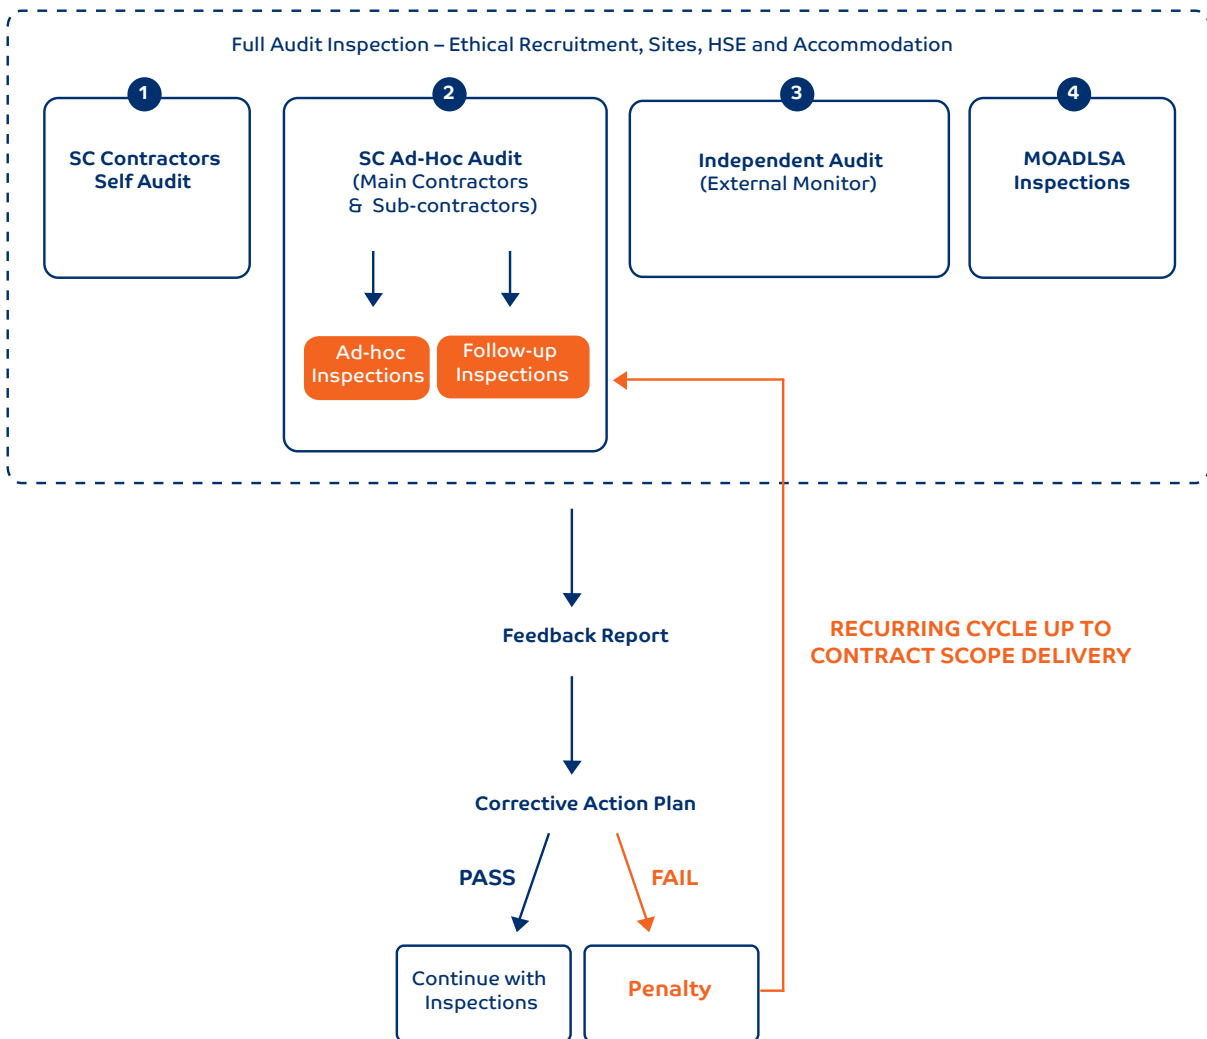 Full Audit Inspection – Ethical Recruitment, Sites, HSE and Accommodation
1
SC Contractors
Self Audit
2
SC Ad-Hoc Audit
(Main Contractors
& Sub-contractors)
Ad-hoc
Inspections
Follow-up
Inspections
3
Independent Audit
(External Monitor)
4
MOADLSA
Inspections
Feedback Report
RECURRING CYCLE UP TO
CONTRACT SCOPE DELIVERY
Corrective Action Plan
PASS
FAIL
Continue with
Inspections
Penalty